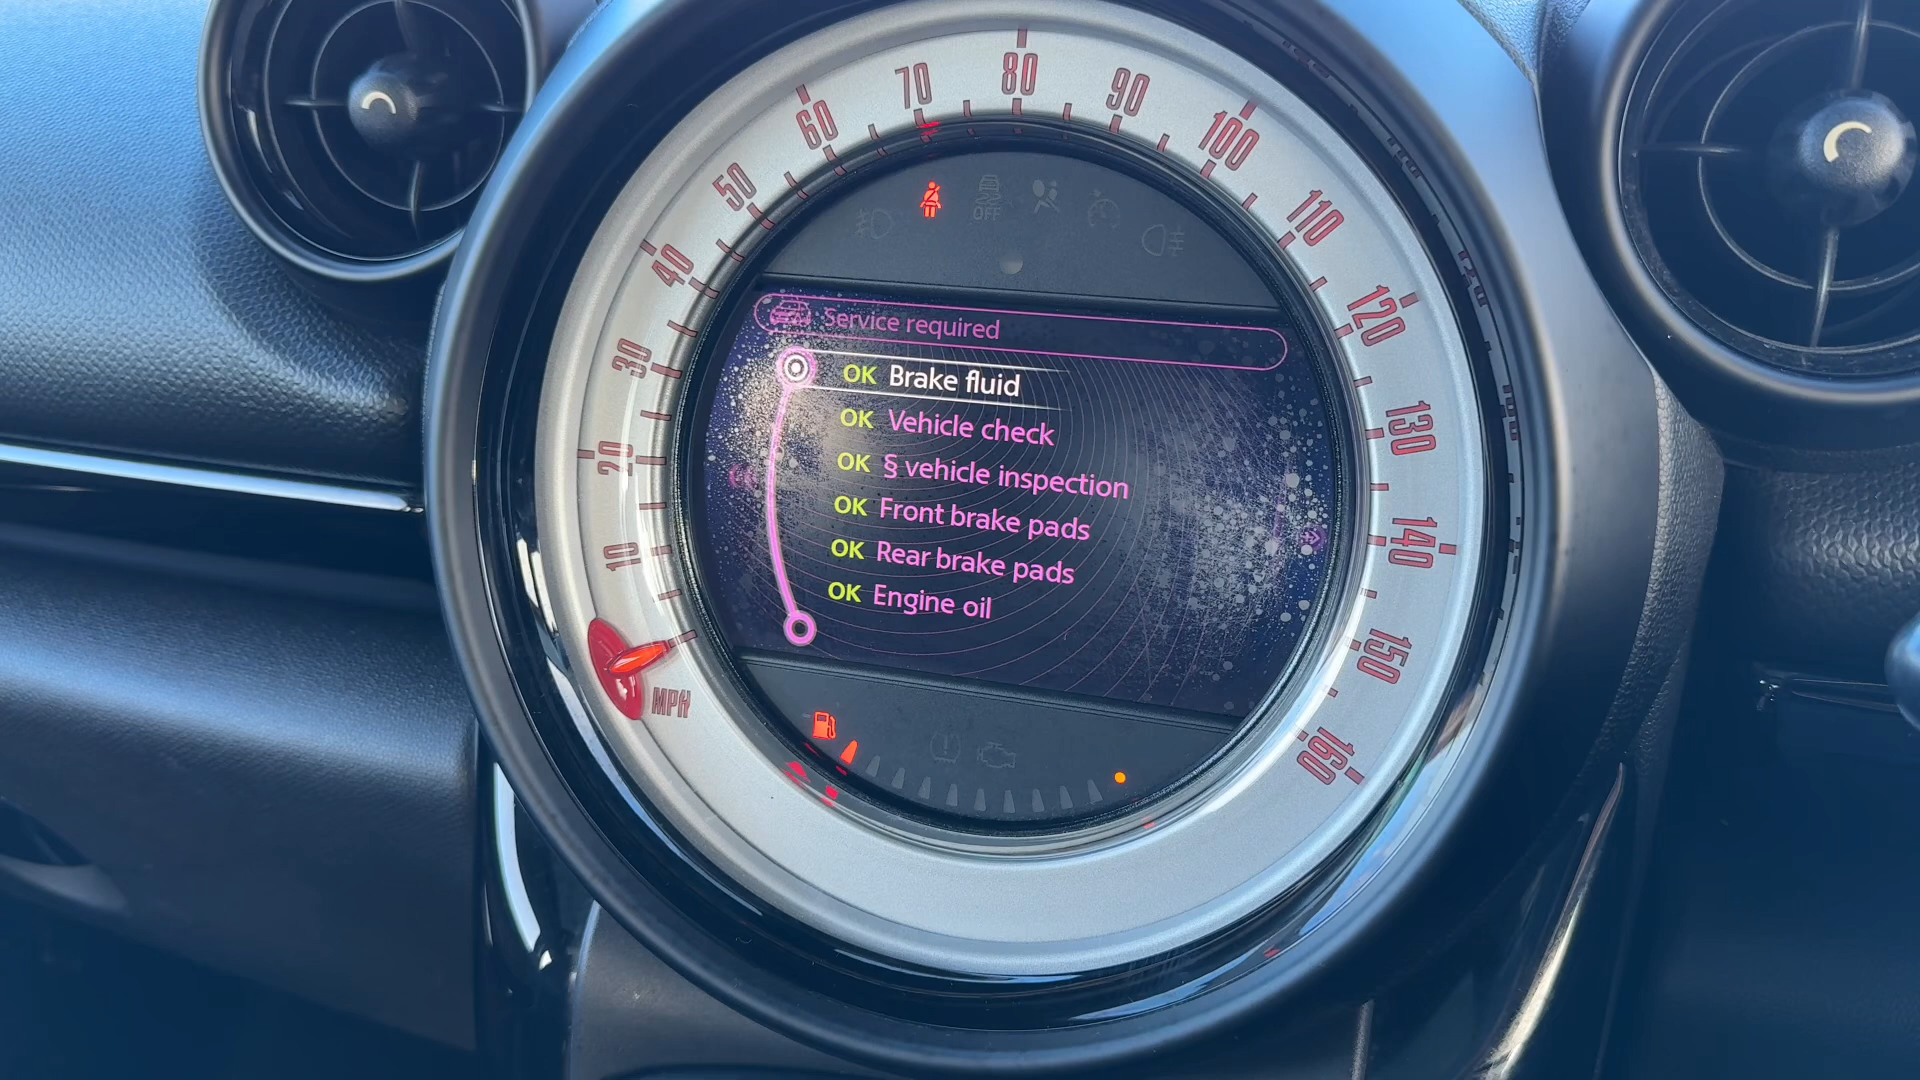 10
20
30
40
50
60
70
80
90
100
110
120
130
140
150
160
MPH
OFF
Service required
OK Brake fluid
OK Vehicle check
OK § vehicle inspection
OK Front brake pads
OK Rear brake pads
OK Engine oil